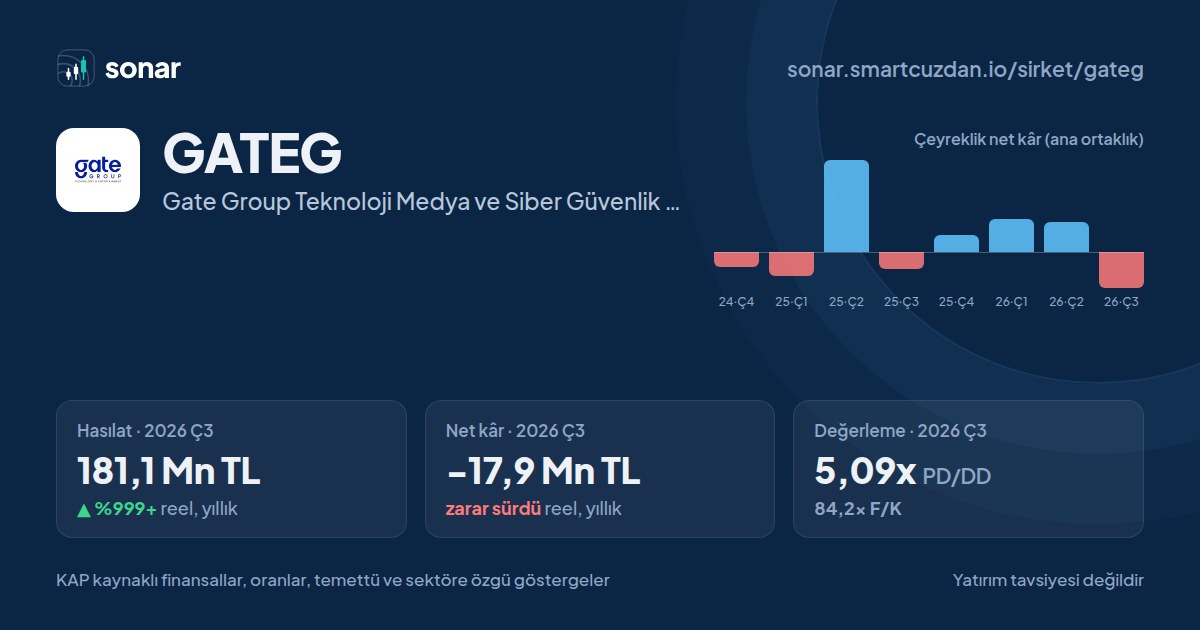 sonar
sonar.smartcuzdan.io/sirket/gateg
gate
GROUP
GATEG
Gate Group Teknoloji Medya ve Siber Güvenlik ...
Çeyreklik net kâr (ana ortaklık)
24·Ç4 25·Ç1 25·Ç2 25·Ç3 25·Ç4 26·Ç1 26·Ç2 26·Ç3
Hasılat · 2026 Ç3
181,1 Mn TL
▲ %999+ reel, yıllık
Net kâr · 2026 Ç3
−17,9 Mn TL
zarar sürdü reel, yıllık
Değerleme · 2026 Ç3
5,09x PD/DD
84,2× F/K
KAP kaynaklı finansallar, oranlar, temettü ve sektöre özgü göstergeler
Yatırım tavsiyesi değildir